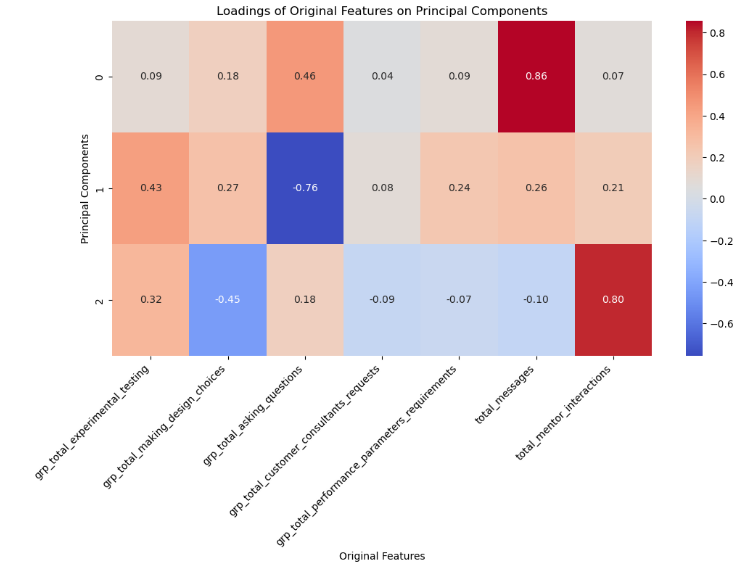 Loadings of Original Features on Principal Components
Principal Components
0
0.09 0.18 0.46 0.04 0.09 0.86 0.07
1
0.43 0.27 -0.76 0.08 0.24 0.26 0.21
2
0.32 -0.45 0.18 -0.09 -0.07 -0.10 0.80
grp_total_experimental_testing
grp_total_making_design_choices
grp_total_asking_questions
grp_total_customer_consultants_requests
grp_total_performance_parameters_requirements
total_messages
total_mentor_interactions
Original Features
0.8
0.6
0.4
0.2
0.0
−0.2
−0.4
−0.6